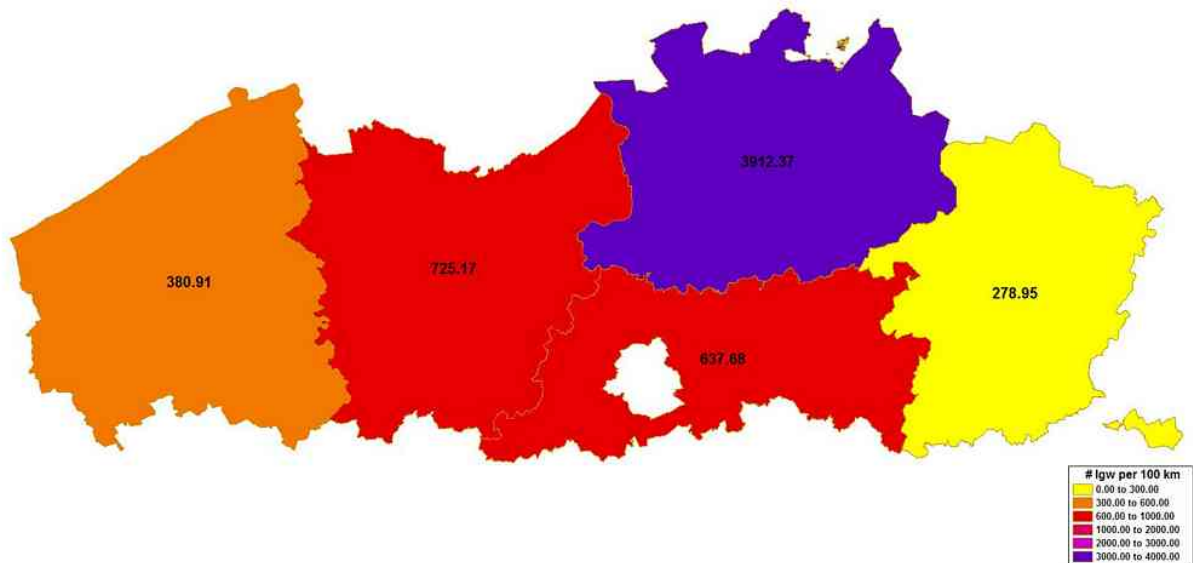 3912.37
725.17
380.91
278.95
637.68
# lgw per 100 km
0.00 to 300.00
300.00 to 600.00
600.00 to 1000.00
1000.00 to 2000.00
2000.00 to 3000.00
3000.00 to 4000.00